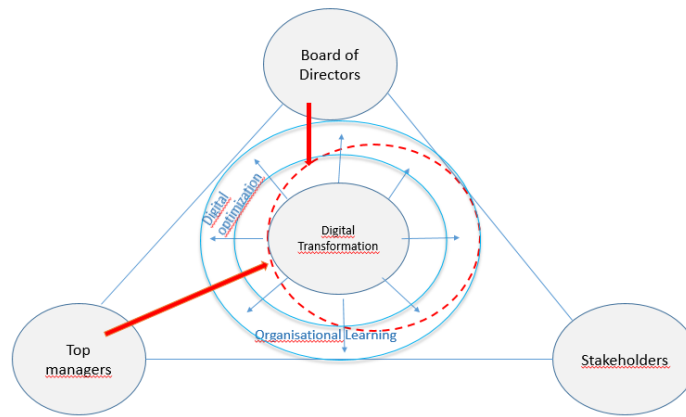 Board of
Directors
Digital
optimization
Digital
Transformation
Organisational Learning
Top
managers
Stakeholders